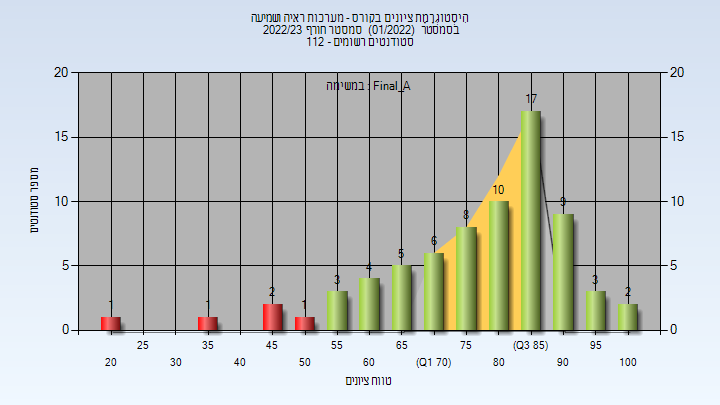 היסטוגרמת ציונים בקורס - מערכות ראיה ושמיעה
בסמסטר (01/2022) סמסטר חורף 2022/23
סטודנטים רשומים - 112
במשימה : Final_A
20 20
15 15
10 10
5 5
0 0
מספר סטודנטים
1 1 2 1 3 4 5 6 8 10 17 9 3 2
25 35 45 55 65 75 (Q3 85) 95
20 30 40 50 60 (Q1 70) 80 90 100
טווח ציונים